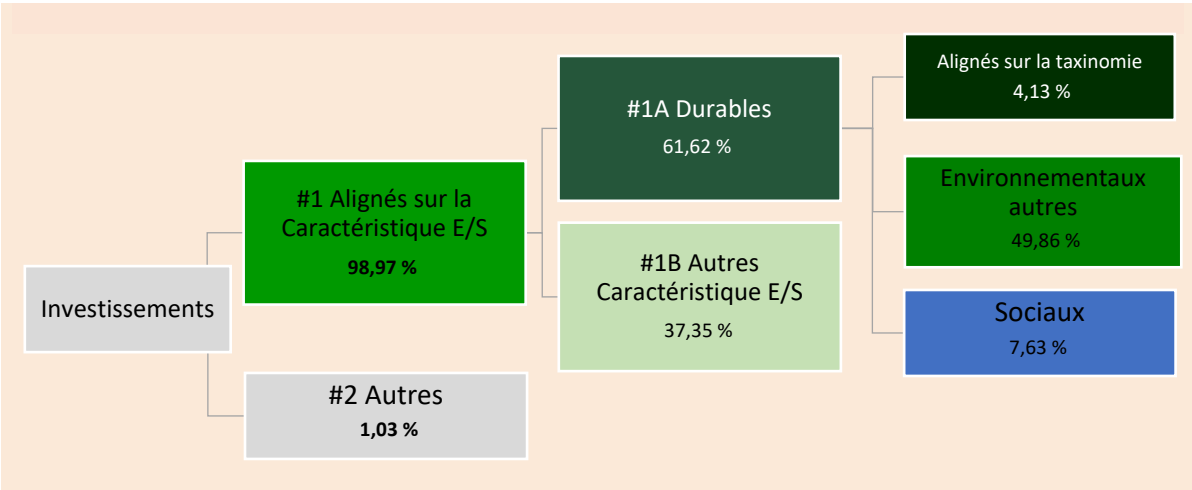 Investissements
#1 Alignés sur la
Caractéristique E/S
98,97 %
#2 Autres
1,03 %
#1A Durables
61,62 %
#1B Autres
Caractéristique E/S
37,35 %
Alignés sur la taxinomie
4,13 %
Environnementaux
autres
49,86 %
Sociaux
7,63 %